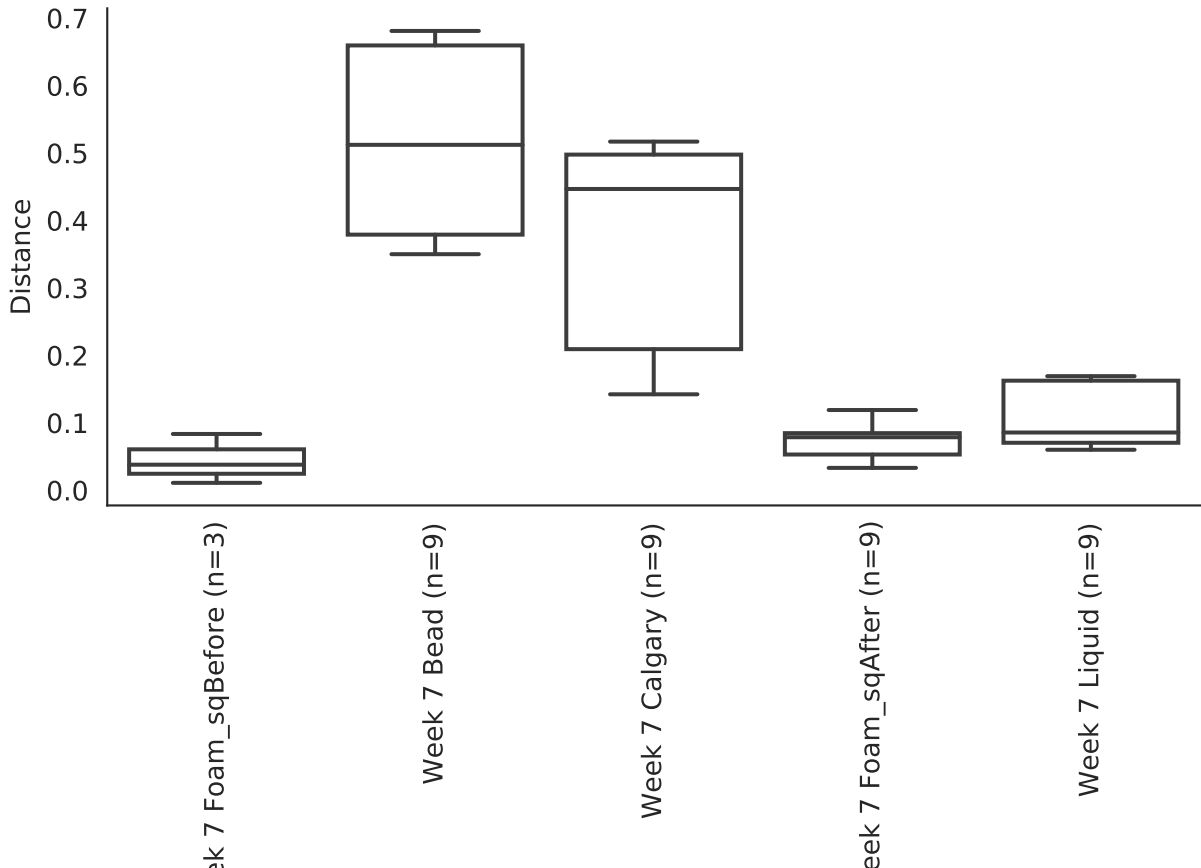 0.7
0.6
0.5
0.4
0.3
0.2
0.1
0.0
Distance
ek 7 Foam_sqBefore (n=3)
Week 7 Bead (n=9)
Week 7 Calgary (n=9)
eek 7 Foam_sqAfter (n=9)
Week 7 Liquid (n=9)